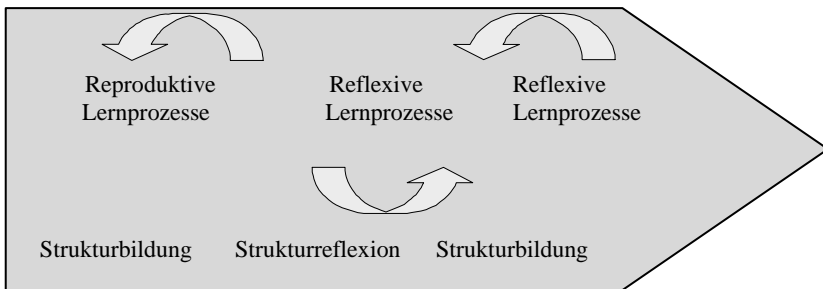 Reproduktive Reflexive Reflexive
Lernprozesse Lernprozesse Lernprozesse
Strukturbildung Strukturreflexion Strukturbildung